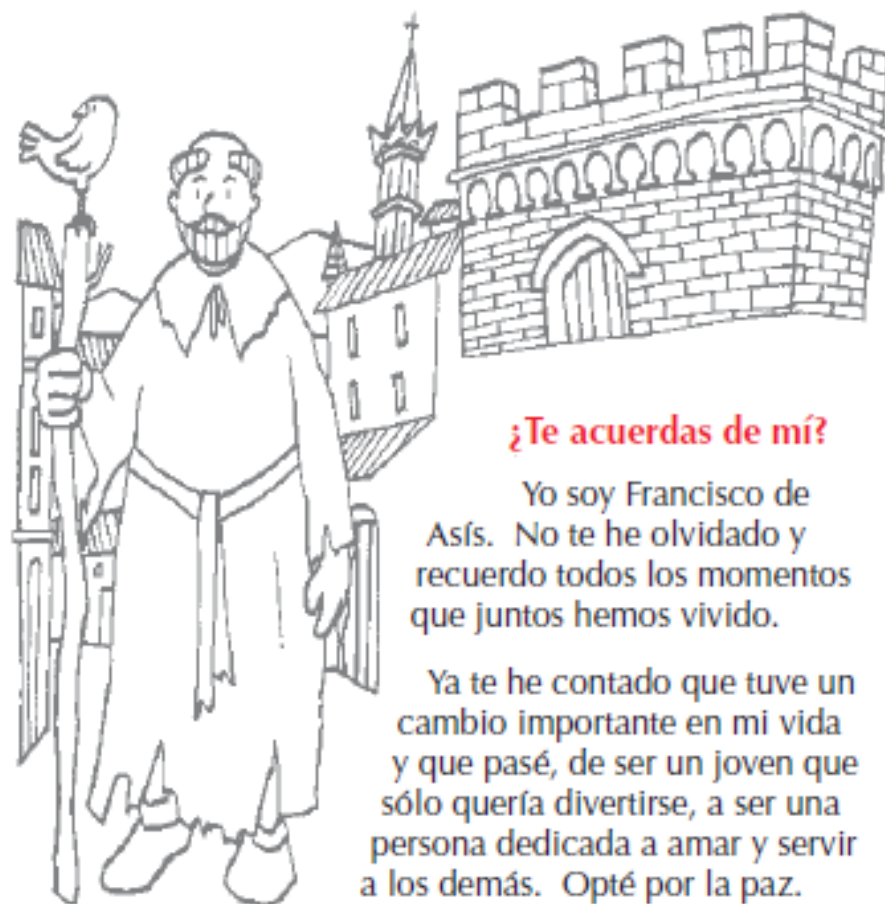 ¿Te acuerdas de mí?
Yo soy Francisco de
Asís. No te he olvidado y
recuerdo todos los momentos
que juntos hemos vivido.
Ya te he contado que tuve un
cambio importante en mi vida
y que pasé, de ser un joven que
sólo quería divertirse, a ser una
persona dedicada a amar y servir
a los demás. Opté por la paz.